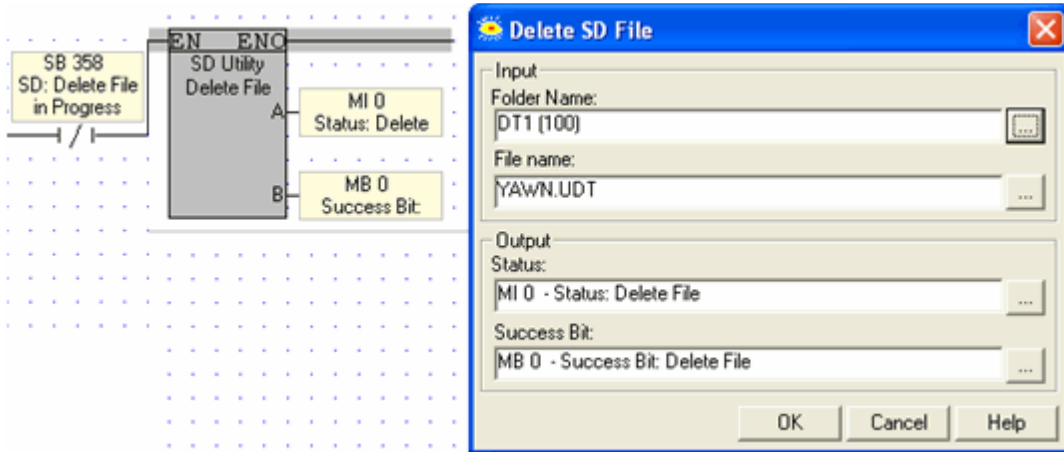 SB 358
SD: Delete File
in Progress
EN ENO
SD Utility
Delete File
A
MI 0
Status: Delete
B
MB 0
Success Bit:
Delete SD File
Input
Folder Name:
DT1 (100)
...
File name:
YAWN.UDT
...
Output
Status:
MI 0 - Status: Delete File
...
Success Bit:
MB 0 - Success Bit: Delete File
...
OK Cancel Help